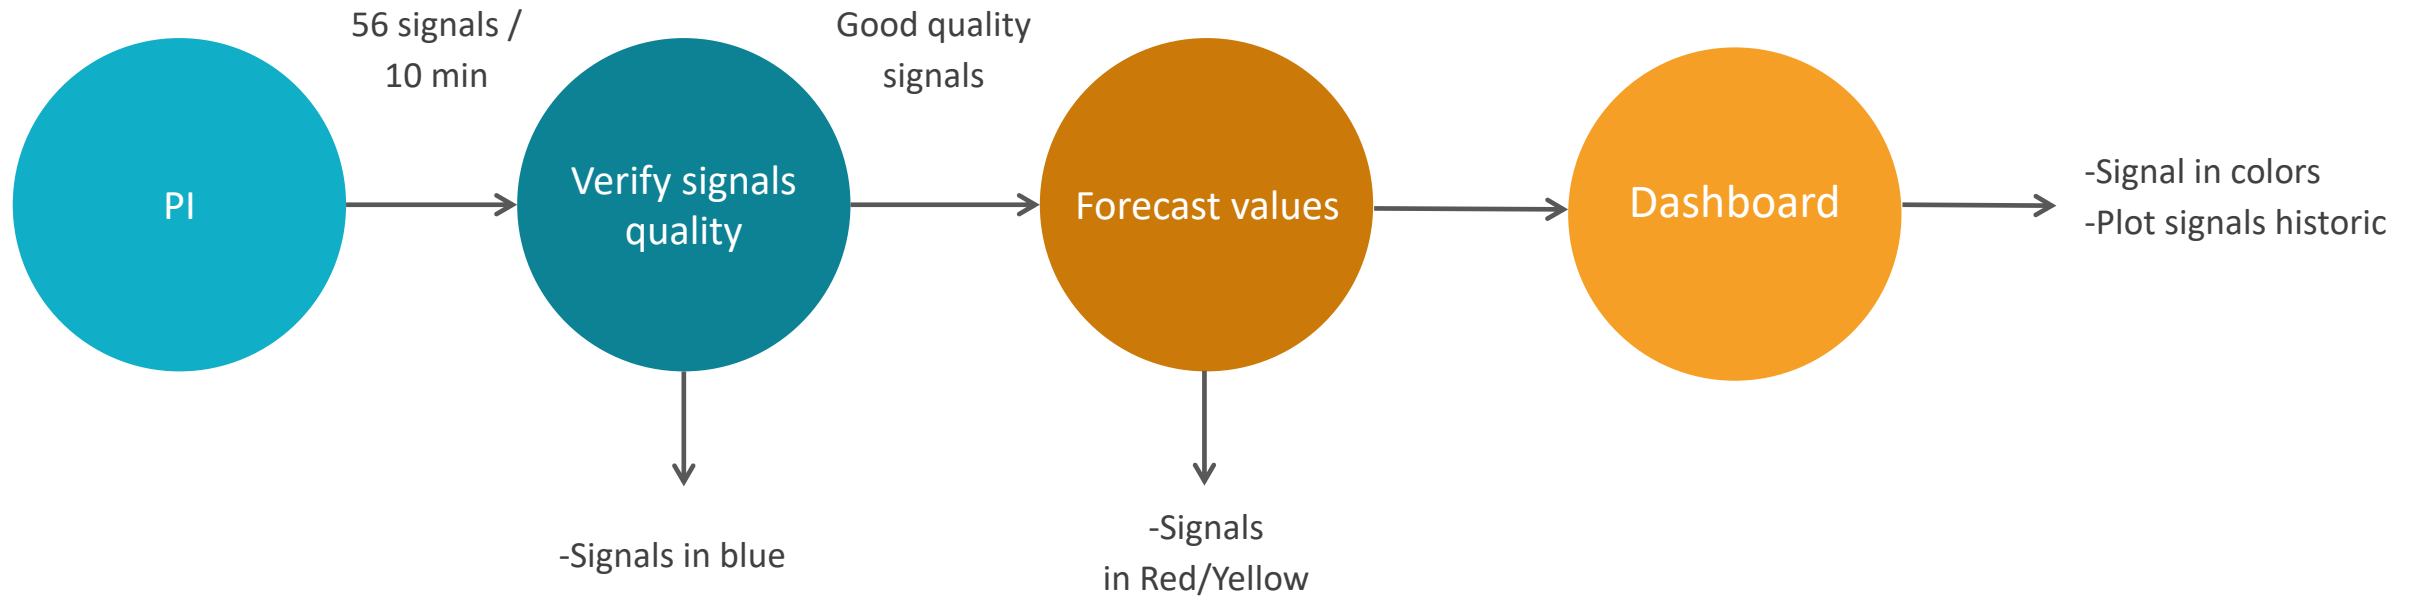 56 signals /
10 min
Good quality
signals
PI
Verify signals
quality
Forecast values
Dashboard
-Signal in colors
-Plot signals historic
-Signals in blue
-Signals
in Red/Yellow